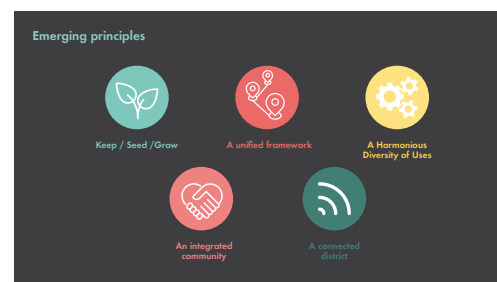 Emerging principles
Keep / Seed /Grow
A unified framework
A Harmonious
Diversity of Uses
An integrated
community
A connected
district